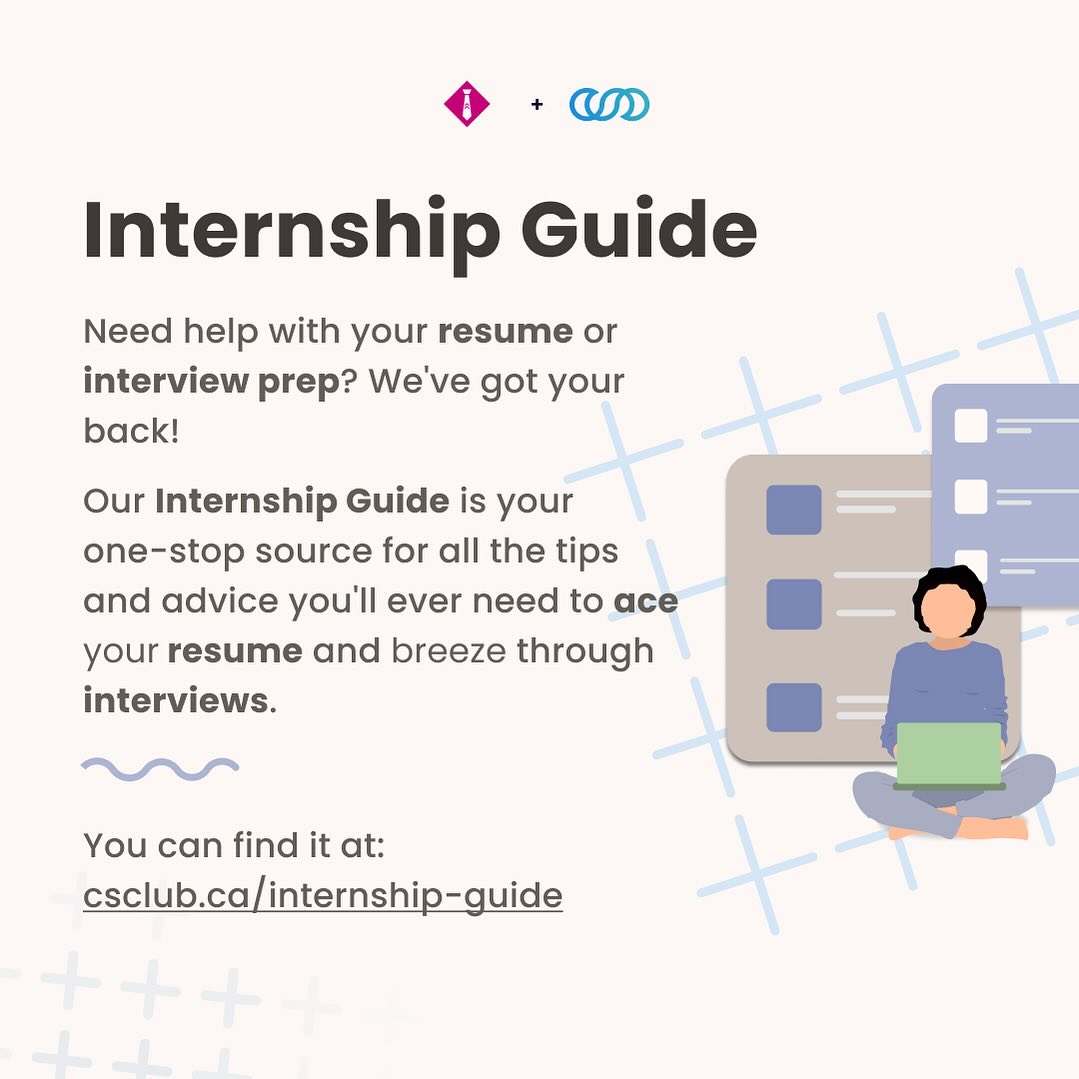 +
Internship Guide
Need help with your resume or
interview prep? We've got your
back!
Our Internship Guide is your
one-stop source for all the tips
and advice you'll ever need to ace
your resume and breeze through
interviews.
You can find it at:
csclub.ca/internship-guide